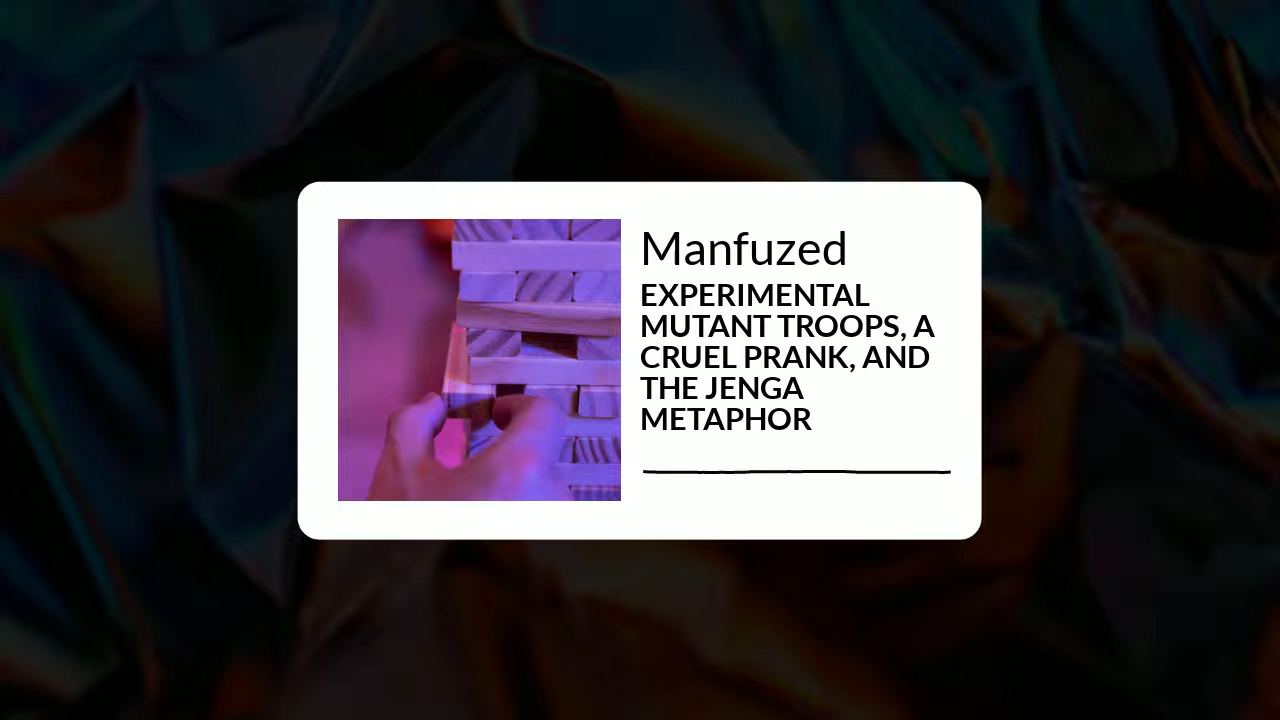 Manfuzed
EXPERIMENTAL
MUTANT TROOPS, A
CRUEL PRANK, AND
THE JENGA
METAPHOR